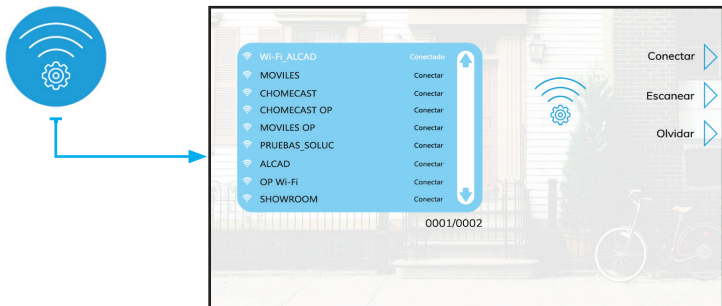 Wi-Fi_ALCAD Conectado
MOVILES Conectar
CHOMECAST Conectar
CHOMECAST OP Conectar
MOVILES OP Conectar
PRUEBAS_SOLUC Conectar
ALCAD Conectar
OP Wi-Fi Conectar
SHOWROOM Conectar
0001/0002
Conectar
Escanear
Olvidar